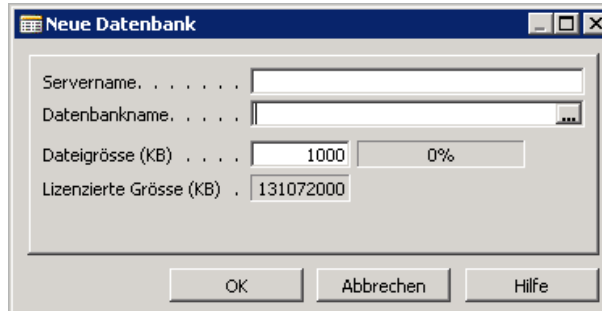 Neue Datenbank
Servername. . . . . . .
Datenbankname. . . . . ...
Dateigrösse (KB) . . . . 1000 0%
Lizenzierte Grösse (KB) . 131072000
OK Abbrechen Hilfe